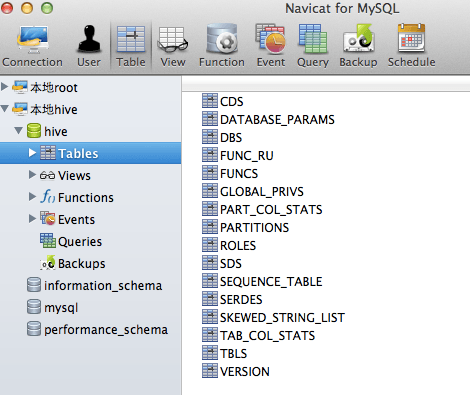 Navicat for MySQL
Connection User Table View Function Event Query Backup Schedule
本地root
本地hive
hive
Tables
Views
Functions
Events
Queries
Backups
information_schema
mysql
performance_schema
CDS
DATABASE_PARAMS
DBS
FUNC_RU
FUNCS
GLOBAL_PRIVS
PART_COL_STATS
PARTITIONS
ROLES
SDS
SEQUENCE_TABLE
SERDES
SKEWED_STRING_LIST
TAB_COL_STATS
TBLS
VERSION